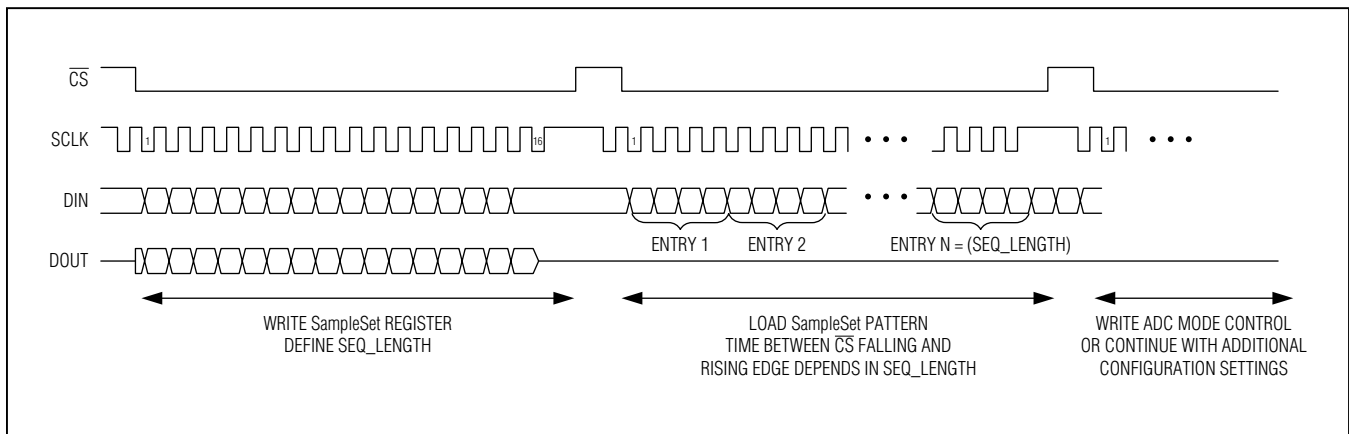 CS
SCLK
1
16
1
1
DIN
ENTRY 1
ENTRY 2
ENTRY N = (SEQ_LENGTH)
DOUT
WRITE SampleSet REGISTER
DEFINE SEQ_LENGTH
LOAD SampleSet PATTERN
TIME BETWEEN CS FALLING AND
RISING EDGE DEPENDS IN SEQ_LENGTH
WRITE ADC MODE CONTROL
OR CONTINUE WITH ADDITIONAL
CONFIGURATION SETTINGS